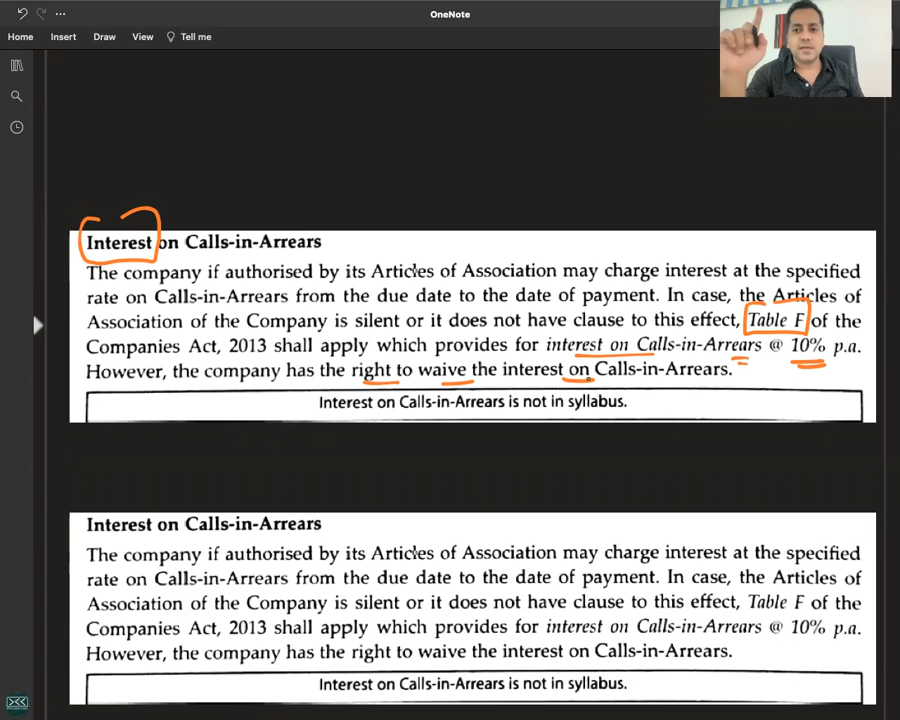 OneNote
Home Insert Draw View Tell me
Interest on Calls-in-Arrears
The company if authorised by its Articles of Association may charge interest at the specified
rate on Calls-in-Arrears from the due date to the date of payment. In case, the Articles of
Association of the Company is silent or it does not have clause to this effect, Table F of the
Companies Act, 2013 shall apply which provides for interest on Calls-in-Arrears @ 10% p.a.
However, the company has the right to waive the interest on Calls-in-Arrears.
Interest on Calls-in-Arrears is not in syllabus.
Interest on Calls-in-Arrears
The company if authorised by its Articles of Association may charge interest at the specified
rate on Calls-in-Arrears from the due date to the date of payment. In case, the Articles of
Association of the Company is silent or it does not have clause to this effect, Table F of the
Companies Act, 2013 shall apply which provides for interest on Calls-in-Arrears @ 10% p.a.
However, the company has the right to waive the interest on Calls-in-Arrears.
Interest on Calls-in-Arrears is not in syllabus.